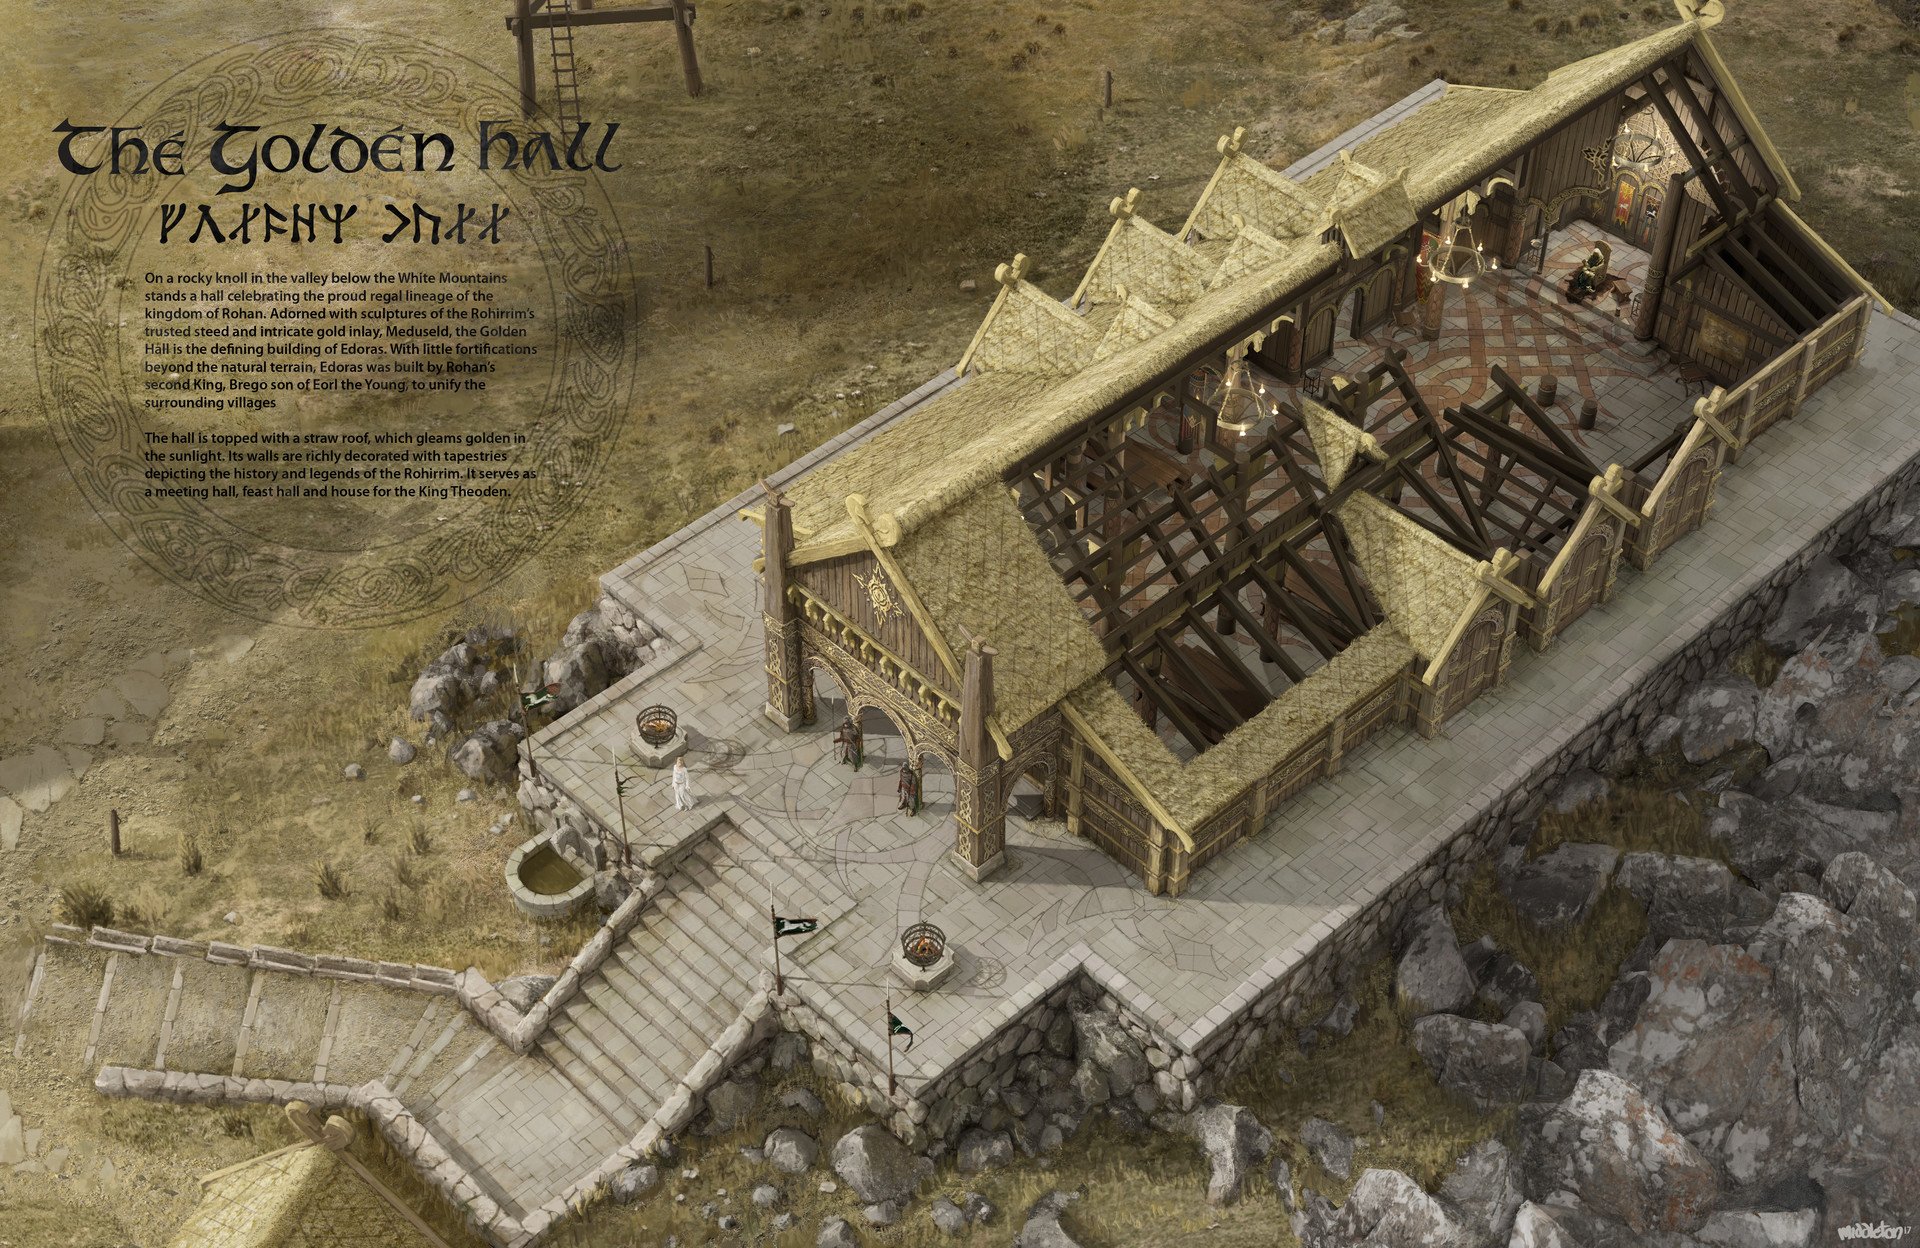 The Golden Hall
ᚠᚢᚡᚨᚺᛉ ᚲᚢᚡᚡ
On a rocky knoll in the valley below the White Mountains
stands a hall celebrating the proud regal lineage of the
kingdom of Rohan. Adorned with sculptures of the Rohirrim's
trusted steed and intricate gold inlay, Meduseld, the Golden
Hall is the defining building of Edoras. With little fortifications
beyond the natural terrain, Edoras was built by Rohan's
second King, Brego son of Eorl the Young, to unify the
surrounding villages
The hall is topped with a straw roof, which gleams golden in
the sunlight. Its walls are richly decorated with tapestries
depicting the history and legends of the Rohirrim. It serves as
a meeting hall, feast hall and house for the King Theoden.
middleton 17